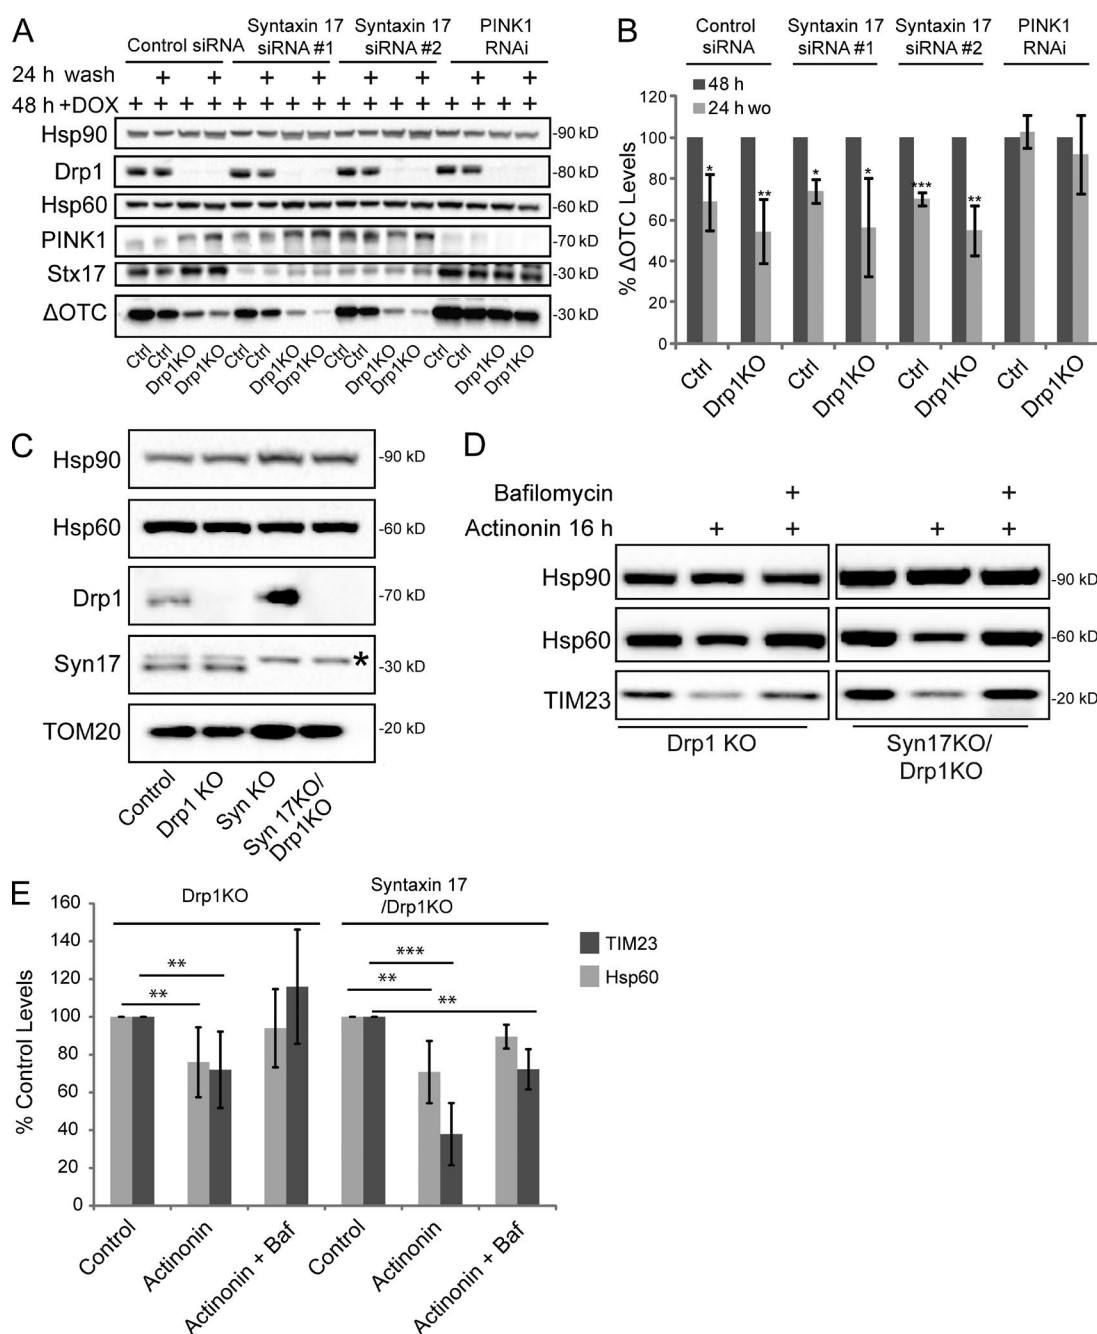 A
Control siRNA
Syntaxin 17
siRNA #1
Syntaxin 17
siRNA #2
PINK1
RNAi
24 h wash + + + + + + + +
48 h +DOX + + + + + + + + + + + + + + + +
Hsp90 -90 kD
Drp1 -80 kD
Hsp60 -60 kD
PINK1 -70 kD
Stx17 -30 kD
ΔOTC -30 kD
Ctrl Ctrl Drp1KO Drp1KO Ctrl Ctrl Drp1KO Drp1KO Ctrl Ctrl Drp1KO Drp1KO Ctrl Ctrl Drp1KO Drp1KO
B
Control
siRNA
Syntaxin 17
siRNA #1
Syntaxin 17
siRNA #2
PINK1
RNAi
48 h
24 h wo
% ΔOTC Levels
120
100
80
60
40
20
0
* ** * * *** **
Ctrl Drp1KO Ctrl Drp1KO Ctrl Drp1KO Ctrl Drp1KO
C
Hsp90 -90 kD
Hsp60 -60 kD
Drp1 -70 kD
Syn17 * -30 kD
TOM20 -20 kD
Control
Drp1 KO
Syn KO
Syn 17KO/
Drp1KO
D
Bafilomycin + +
Actinonin 16 h + + + +
Hsp90 -90 kD
Hsp60 -60 kD
TIM23 -20 kD
Drp1 KO
Syn17KO/
Drp1KO
E
Drp1KO
Syntaxin 17
/Drp1KO
TIM23
Hsp60
% Control Levels
160
140
120
100
80
60
40
20
0
** ** *** ** **
Control Actinonin Actinonin + Baf Control Actinonin Actinonin + Baf